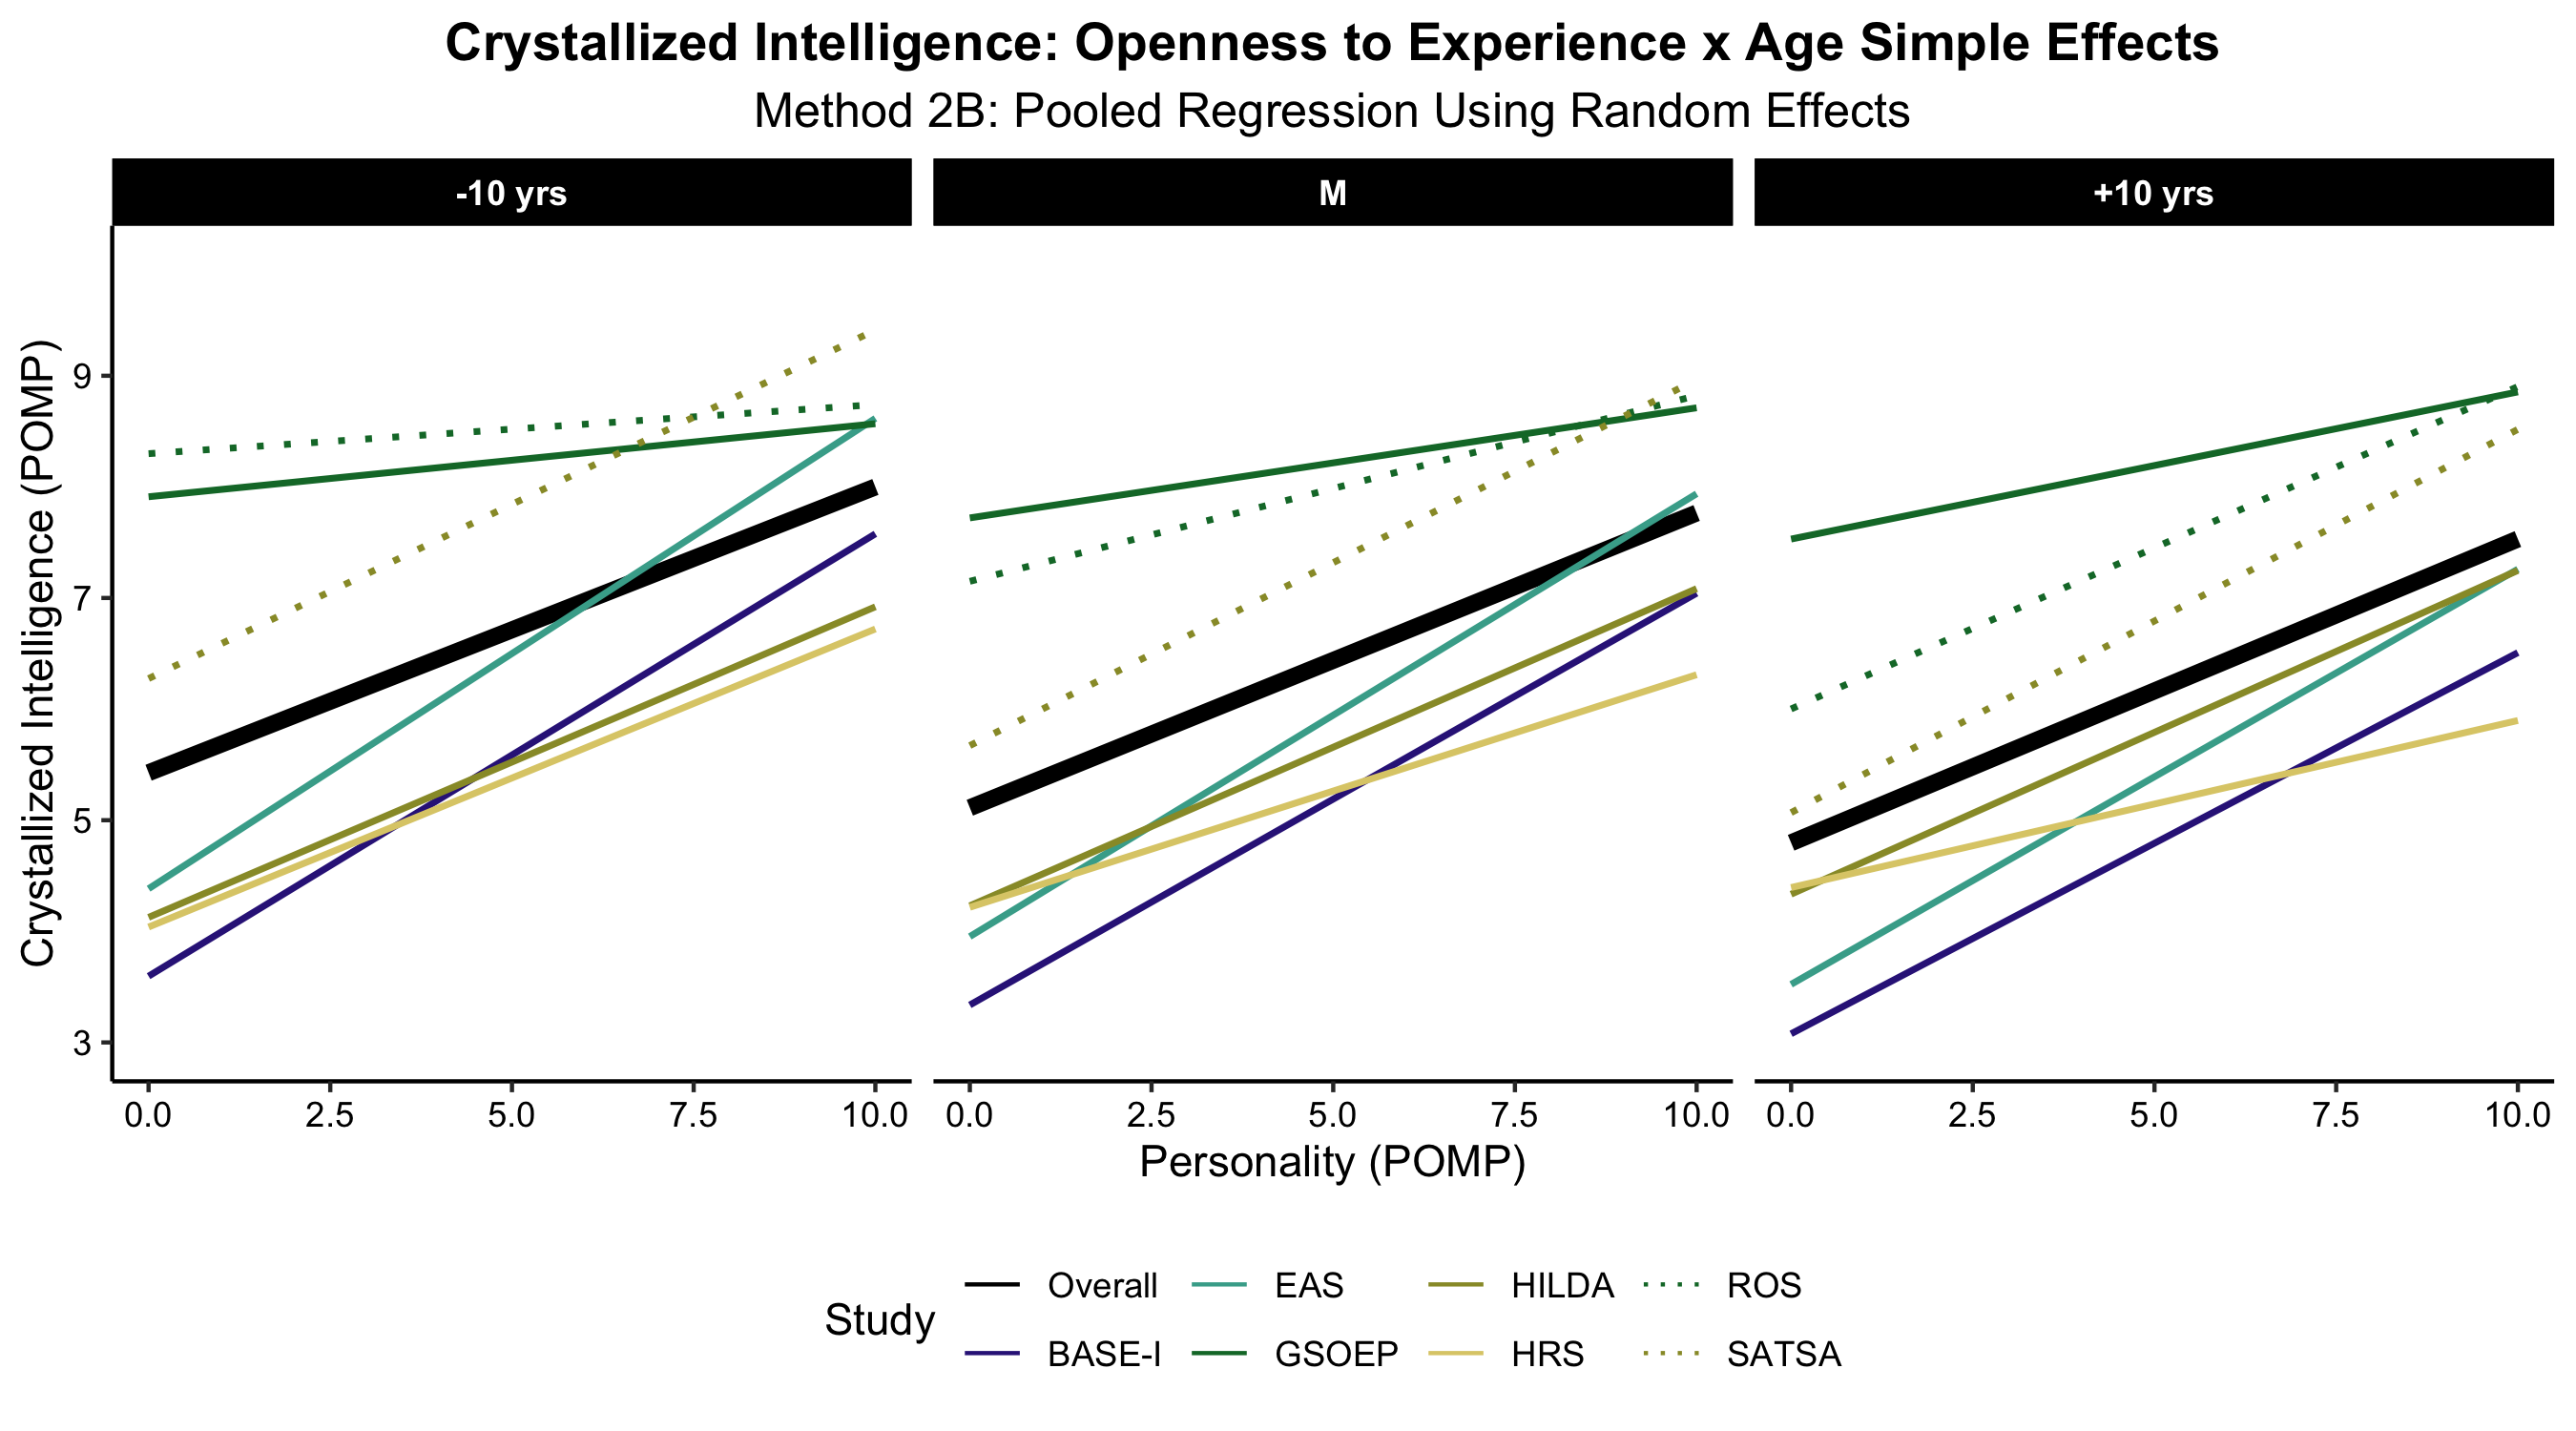 Crystallized Intelligence: Openness to Experience x Age Simple Effects
Method 2B: Pooled Regression Using Random Effects
-10 yrs
M
+10 yrs
Crystallized Intelligence (POMP)
9
7
5
3
0.0 2.5 5.0 7.5 10.0
0.0 2.5 5.0 7.5 10.0
0.0 2.5 5.0 7.5 10.0
Personality (POMP)
Study
Overall EAS HILDA ROS
BASE-I GSOEP HRS SATSA